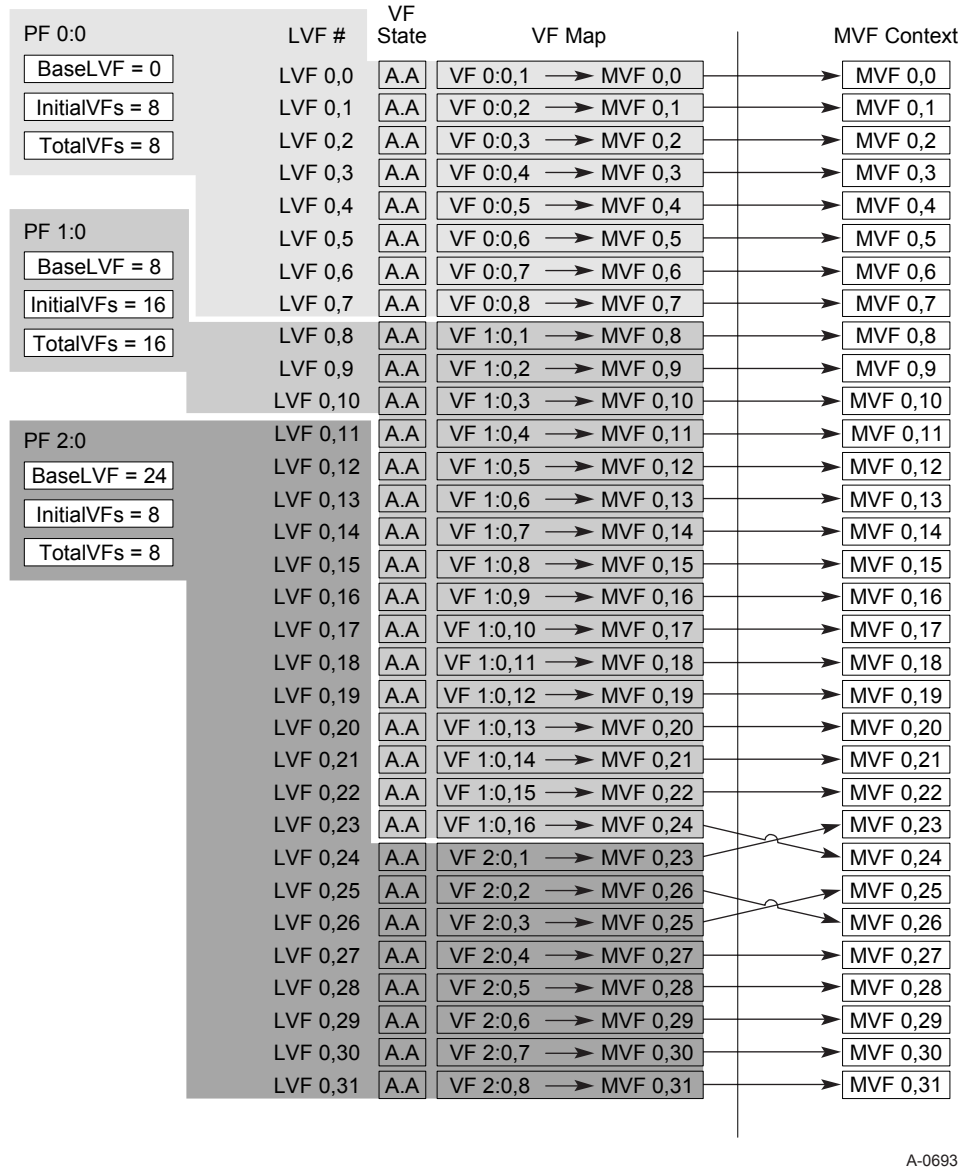 PF 0:0
BaseLVF = 0
InitialVFs = 8
TotalVFs = 8
PF 1:0
BaseLVF = 8
InitialVFs = 16
TotalVFs = 16
PF 2:0
BaseLVF = 24
InitialVFs = 8
TotalVFs = 8
LVF # VF State VF Map MVF Context
LVF 0,0 A.A VF 0:0,1 MVF 0,0 MVF 0,0
LVF 0,1 A.A VF 0:0,2 MVF 0,1 MVF 0,1
LVF 0,2 A.A VF 0:0,3 MVF 0,2 MVF 0,2
LVF 0,3 A.A VF 0:0,4 MVF 0,3 MVF 0,3
LVF 0,4 A.A VF 0:0,5 MVF 0,4 MVF 0,4
LVF 0,5 A.A VF 0:0,6 MVF 0,5 MVF 0,5
LVF 0,6 A.A VF 0:0,7 MVF 0,6 MVF 0,6
LVF 0,7 A.A VF 0:0,8 MVF 0,7 MVF 0,7
LVF 0,8 A.A VF 1:0,1 MVF 0,8 MVF 0,8
LVF 0,9 A.A VF 1:0,2 MVF 0,9 MVF 0,9
LVF 0,10 A.A VF 1:0,3 MVF 0,10 MVF 0,10
LVF 0,11 A.A VF 1:0,4 MVF 0,11 MVF 0,11
LVF 0,12 A.A VF 1:0,5 MVF 0,12 MVF 0,12
LVF 0,13 A.A VF 1:0,6 MVF 0,13 MVF 0,13
LVF 0,14 A.A VF 1:0,7 MVF 0,14 MVF 0,14
LVF 0,15 A.A VF 1:0,8 MVF 0,15 MVF 0,15
LVF 0,16 A.A VF 1:0,9 MVF 0,16 MVF 0,16
LVF 0,17 A.A VF 1:0,10 MVF 0,17 MVF 0,17
LVF 0,18 A.A VF 1:0,11 MVF 0,18 MVF 0,18
LVF 0,19 A.A VF 1:0,12 MVF 0,19 MVF 0,19
LVF 0,20 A.A VF 1:0,13 MVF 0,20 MVF 0,20
LVF 0,21 A.A VF 1:0,14 MVF 0,21 MVF 0,21
LVF 0,22 A.A VF 1:0,15 MVF 0,22 MVF 0,22
LVF 0,23 A.A VF 1:0,16 MVF 0,24 MVF 0,23
LVF 0,24 A.A VF 2:0,1 MVF 0,23 MVF 0,24
LVF 0,25 A.A VF 2:0,2 MVF 0,26 MVF 0,25
LVF 0,26 A.A VF 2:0,3 MVF 0,25 MVF 0,26
LVF 0,27 A.A VF 2:0,4 MVF 0,27 MVF 0,27
LVF 0,28 A.A VF 2:0,5 MVF 0,28 MVF 0,28
LVF 0,29 A.A VF 2:0,6 MVF 0,29 MVF 0,29
LVF 0,30 A.A VF 2:0,7 MVF 0,30 MVF 0,30
LVF 0,31 A.A VF 2:0,8 MVF 0,31 MVF 0,31
A-0693